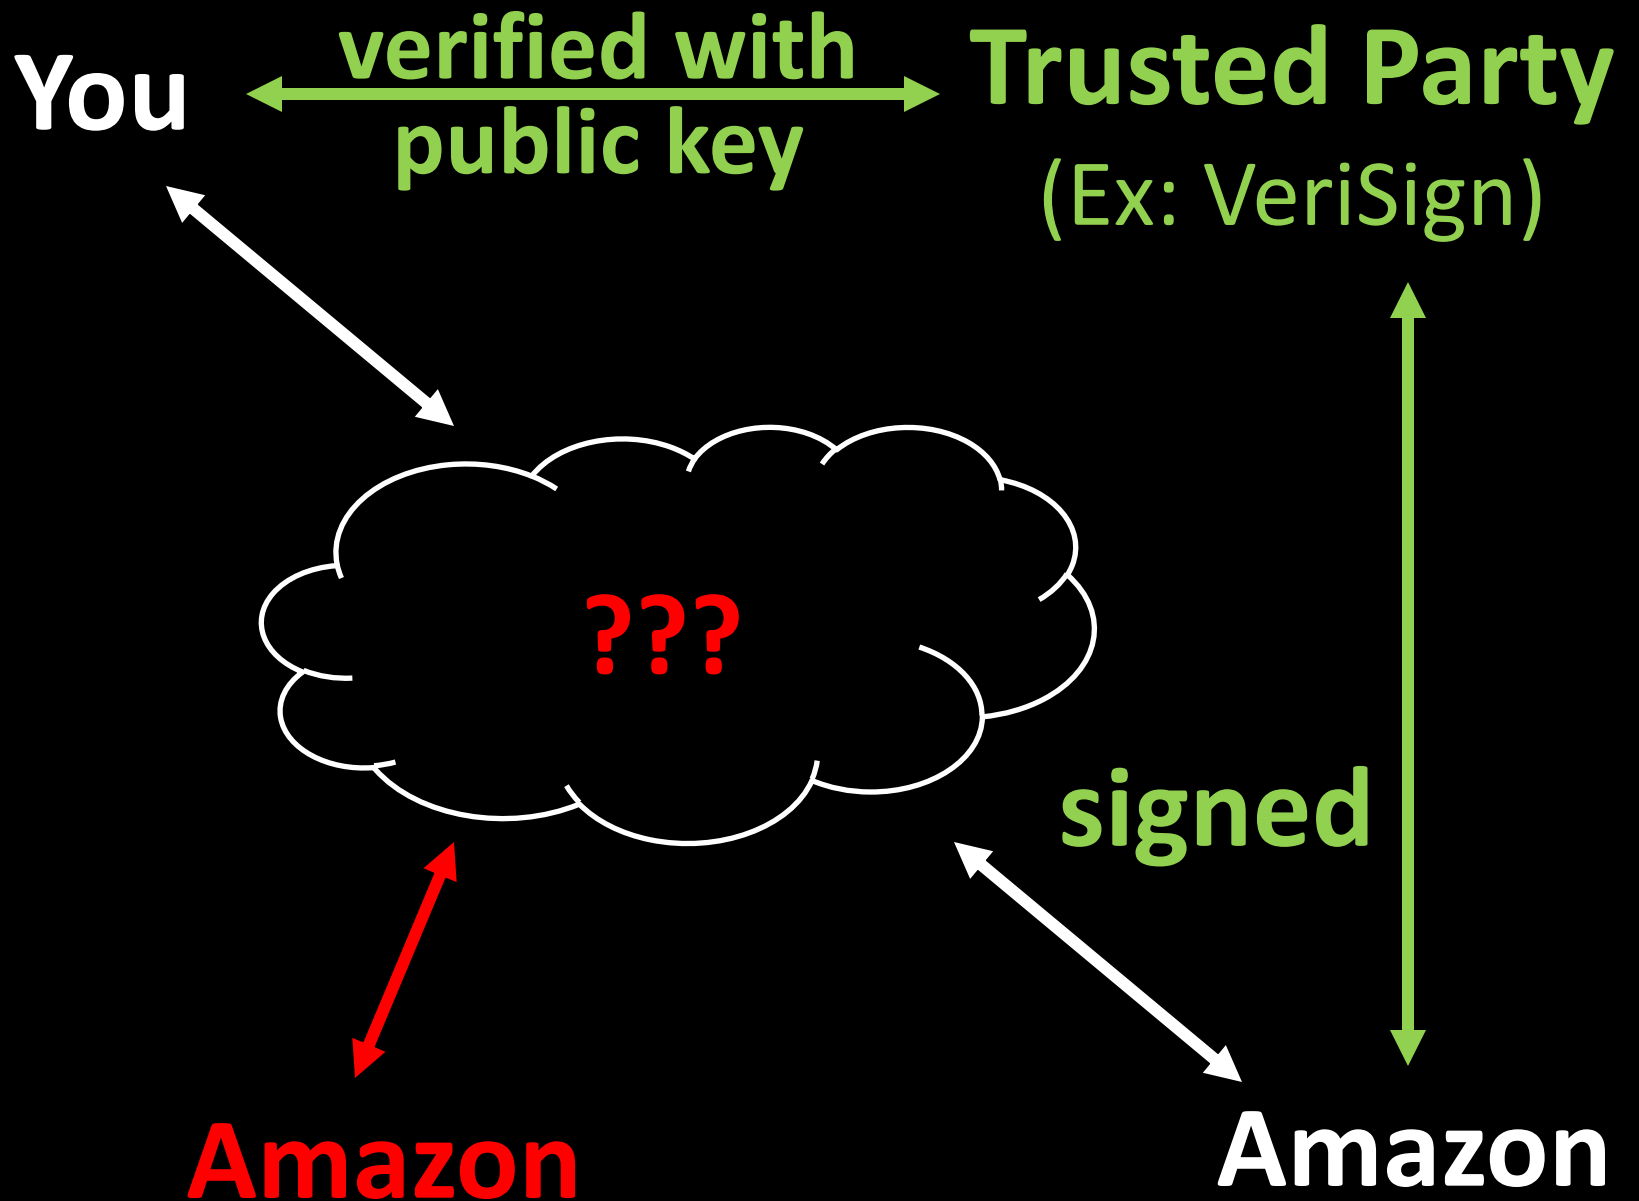 You
verified with
public key
Trusted Party
(Ex: VeriSign)
???
signed
Amazon
Amazon